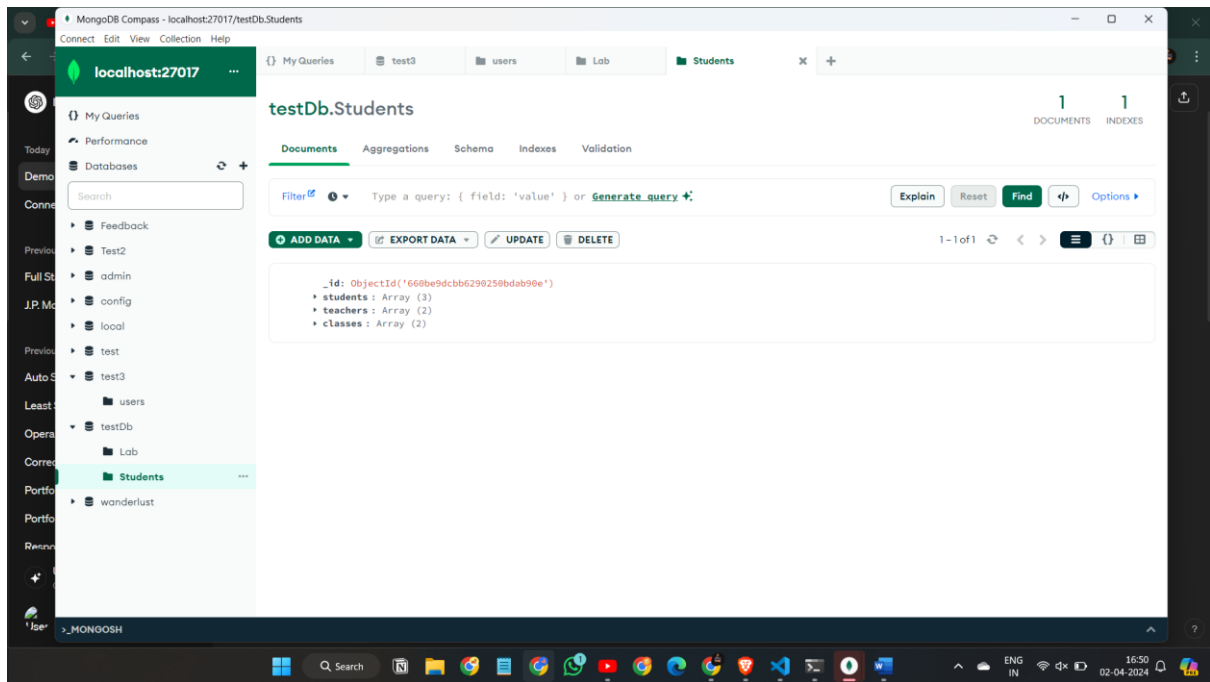 MongoDB Compass - localhost:27017/testDb.Students
Connect Edit View Collection Help
localhost:27017 ...
{} My Queries
test3
users
Lab
Students
My Queries
Performance
Databases
Search
Feedback
Test2
admin
config
local
test
test3
users
testDb
Lab
Students
wanderlust
>_MONGOSH
testDb.Students
1 DOCUMENTS
1 INDEXES
Documents Aggregations Schema Indexes Validation
Filter Type a query: { field: 'value' } or Generate query
Explain Reset Find </> Options
ADD DATA EXPORT DATA UPDATE DELETE
1-1 of 1 {}
_id: ObjectId('660be9dcbb6290250bdab90e')
students : Array (3)
teachers : Array (2)
classes : Array (2)
Today
Demo
Conne
Previou
Full St
J.P. Mo
Previou
Auto S
Least
Opera
Correc
Portfo
Portfo
Respo
User
?
Search
ENG
IN
16:50
02-04-2024